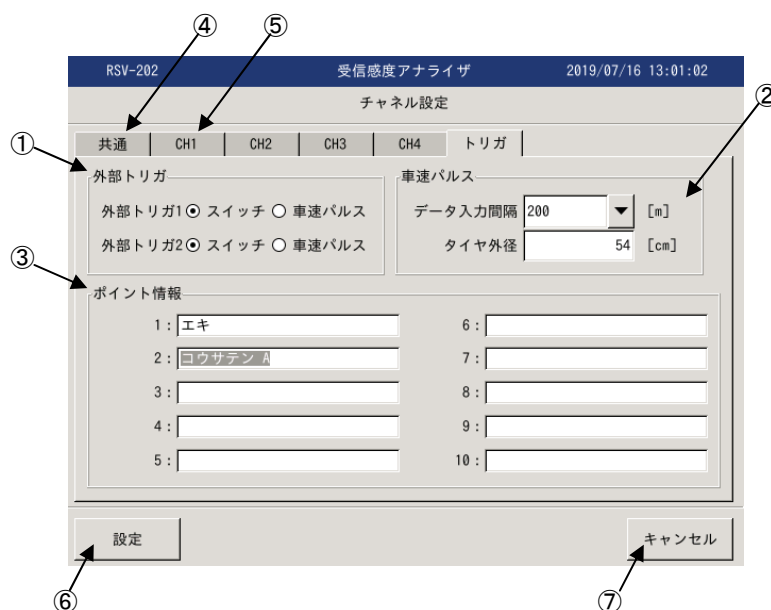 ④ ⑤
RSV-202 受信感度アナライザ 2019/07/16 13:01:02
チャネル設定
②
共通 CH1 CH2 CH3 CH4 トリガ
①
外部トリガ
外部トリガ1 スイッチ 車速パルス
外部トリガ2 スイッチ 車速パルス
車速パルス
データ入力間隔 200 [m]
タイヤ外径 54 [cm]
③
ポイント情報
1：エキ 6：
2：コウサテン A 7：
3： 8：
4： 9：
5： 10：
設定 キャンセル
⑥ ⑦